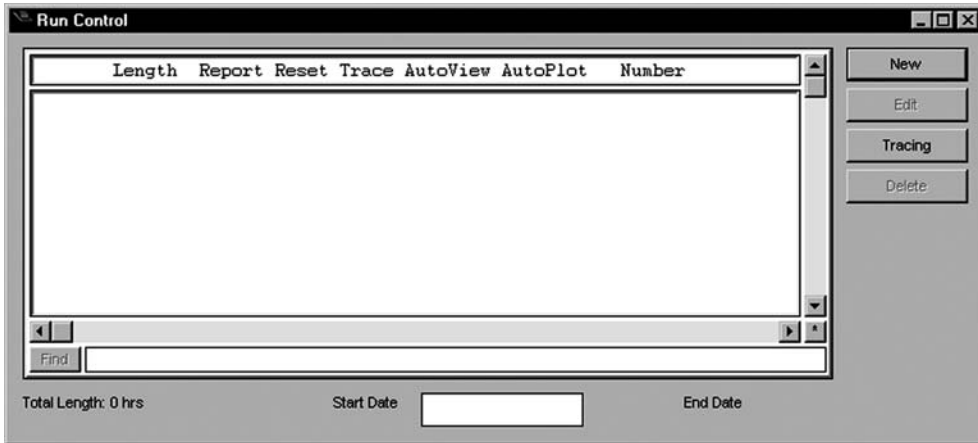 Run Control
Length Report Reset Trace AutoView AutoPlot Number
New
Edit
Tracing
Delete
Find
Total Length: 0 hrs Start Date End Date